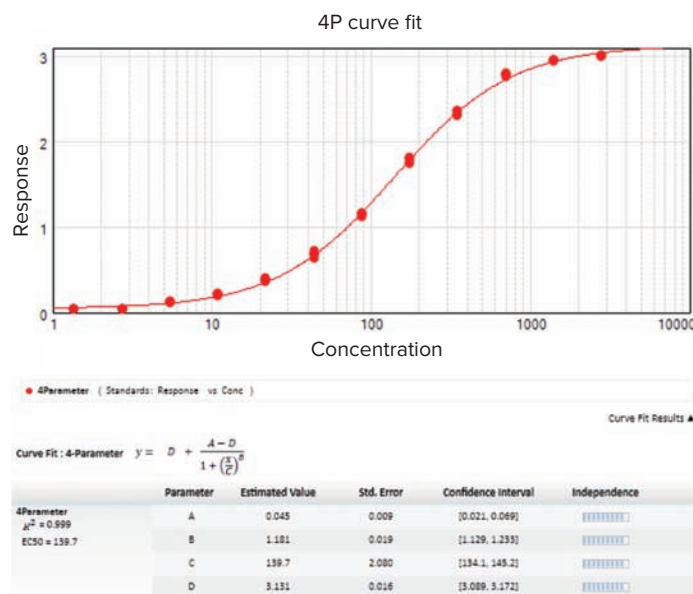 4P curve fit
3
2
1
0
Response
1
10
100
1000
10000
Concentration
4Parameter ( Standards: Response vs Conc )
Curve Fit Results ▲
Curve Fit : 4-Parameter y = D + (A - D) / (1 + (x/C)^B)
Parameter Estimated Value Std. Error Confidence Interval Independence
4Parameter
R² = 0.999
EC50 = 139.7
A 0.045 0.009 [0.021, 0.069]
B 1.181 0.019 [1.129, 1.233]
C 139.7 2.080 [134.1, 145.2]
D 3.131 0.016 [3.089, 3.172]